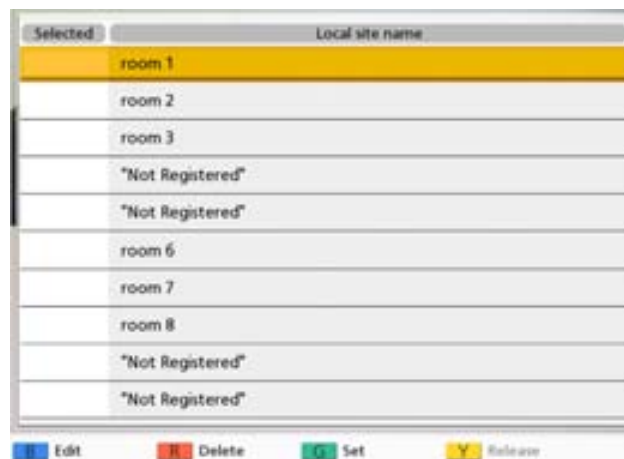 Selected Local site name
room 1
room 2
room 3
"Not Registered"
"Not Registered"
room 6
room 7
room 8
"Not Registered"
"Not Registered"
B Edit R Delete G Set Y Release